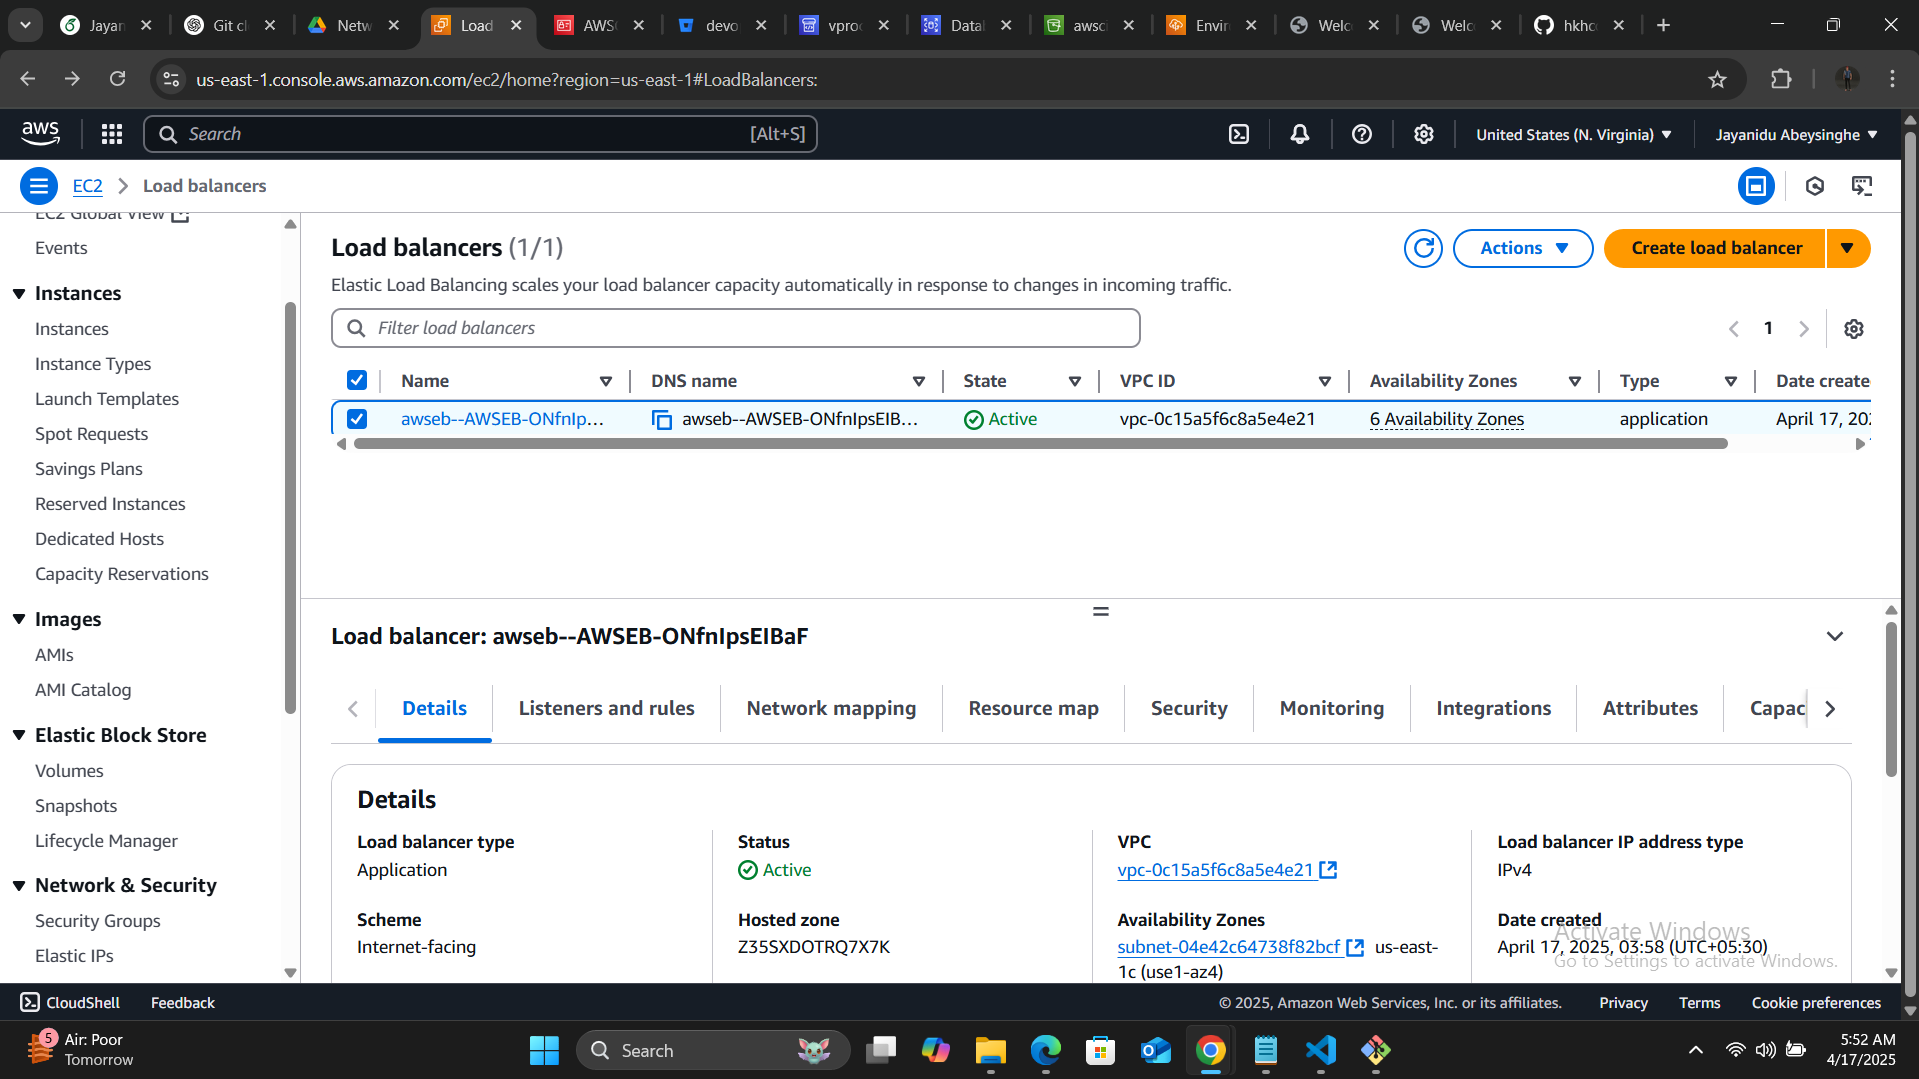 Jayan
Git cl
Netw
Load
AWS
devo
vproc
Datal
awsci
Envir
Welc
Welc
hkhc
us-east-1.console.aws.amazon.com/ec2/home?region=us-east-1#LoadBalancers:
aws
Search
[Alt+S]
United States (N. Virginia)
Jayanidu Abeysinghe
EC2
Load balancers
EC2 Global View
Events
Instances
Instances
Instance Types
Launch Templates
Spot Requests
Savings Plans
Reserved Instances
Dedicated Hosts
Capacity Reservations
Images
AMIs
AMI Catalog
Elastic Block Store
Volumes
Snapshots
Lifecycle Manager
Network & Security
Security Groups
Elastic IPs
Load balancers (1/1)
Actions
Create load balancer
Elastic Load Balancing scales your load balancer capacity automatically in response to changes in incoming traffic.
Filter load balancers
1
Name
DNS name
State
VPC ID
Availability Zones
Type
Date create
awseb--AWSEB-ONfnIp...
awseb--AWSEB-ONfnIpsEIB...
Active
vpc-0c15a5f6c8a5e4e21
6 Availability Zones
application
April 17, 202
Load balancer: awseb--AWSEB-ONfnIpsEIBaF
Details
Listeners and rules
Network mapping
Resource map
Security
Monitoring
Integrations
Attributes
Capac
Details
Load balancer type
Application
Status
Active
VPC
vpc-0c15a5f6c8a5e4e21
Load balancer IP address type
IPv4
Scheme
Internet-facing
Hosted zone
Z35SXDOTRQ7X7K
Availability Zones
subnet-04e42c64738f82bcf us-east-
1c (use1-az4)
Date created
April 17, 2025, 03:58 (UTC+05:30)
Activate Windows
Go to Settings to activate Windows.
CloudShell
Feedback
© 2025, Amazon Web Services, Inc. or its affiliates.
Privacy
Terms
Cookie preferences
5
Air: Poor
Tomorrow
Search
5:52 AM
4/17/2025